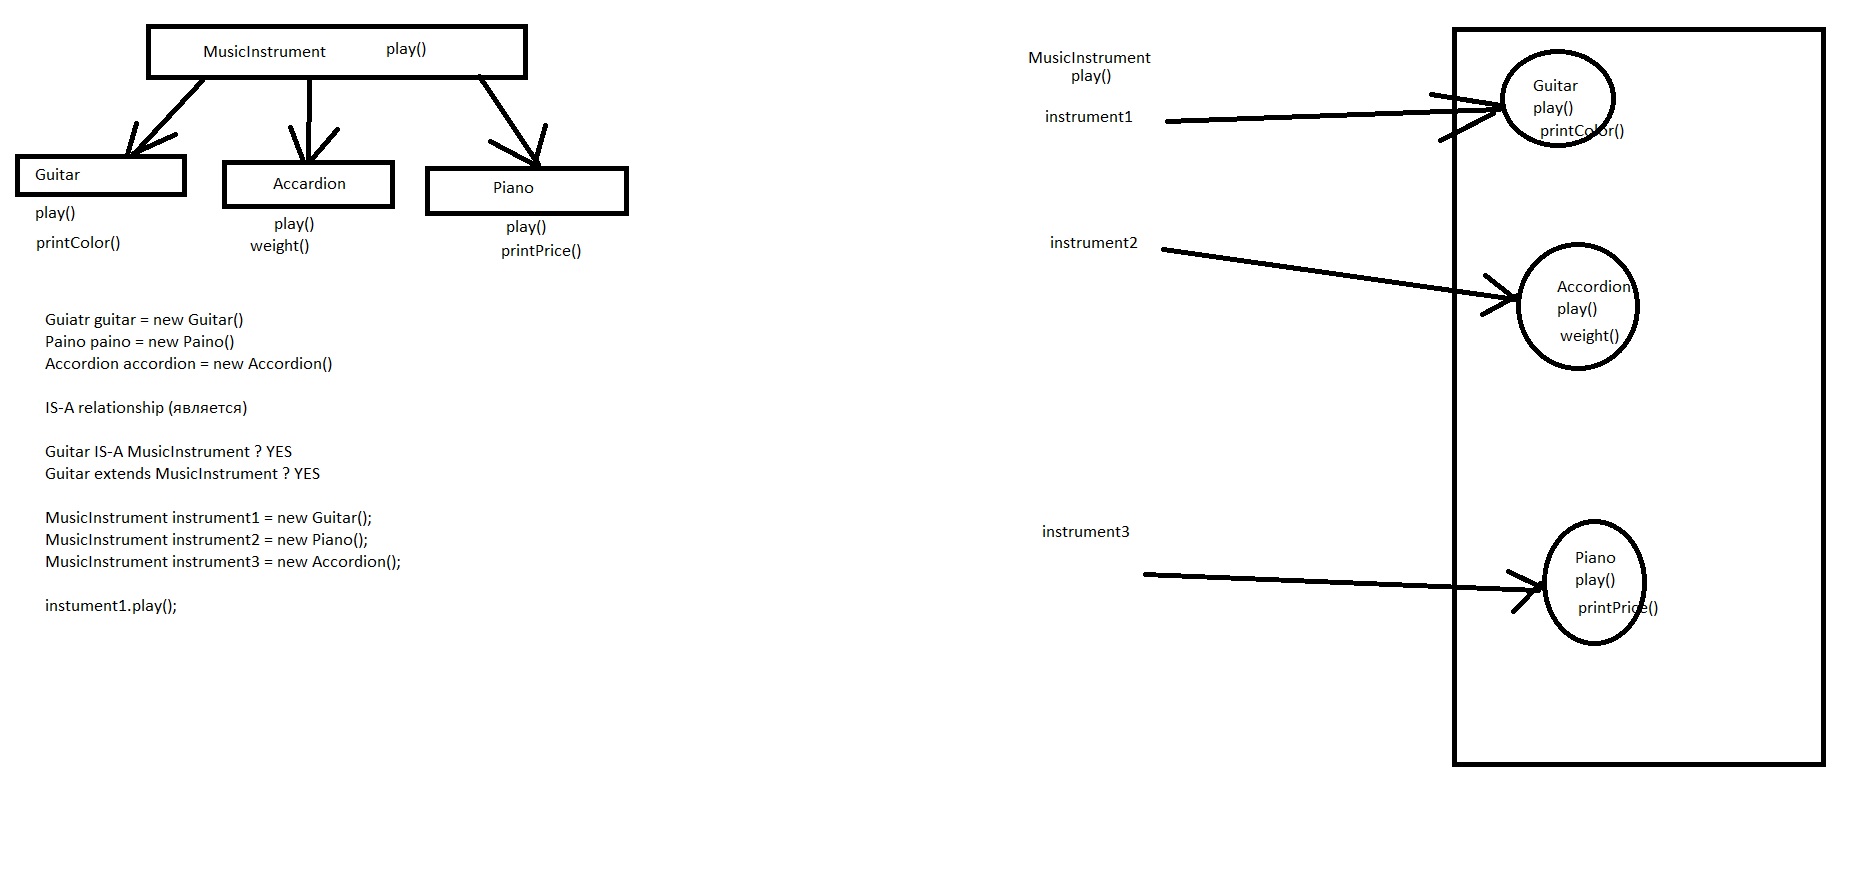 MusicInstrument play()
Guitar
play()
printColor()
Accardion
play()
weight()
Piano
play()
printPrice()
Guiatr guitar = new Guitar()
Paino paino = new Paino()
Accordion accordion = new Accordion()
IS-A relationship (является)
Guitar IS-A MusicInstrument ? YES
Guitar extends MusicInstrument ? YES
MusicInstrument instrument1 = new Guitar();
MusicInstrument instrument2 = new Piano();
MusicInstrument instrument3 = new Accordion();
instument1.play();
MusicInstrument
play()
instrument1
Guitar
play()
printColor()
instrument2
Accordion
play()
weight()
instrument3
Piano
play()
printPrice()